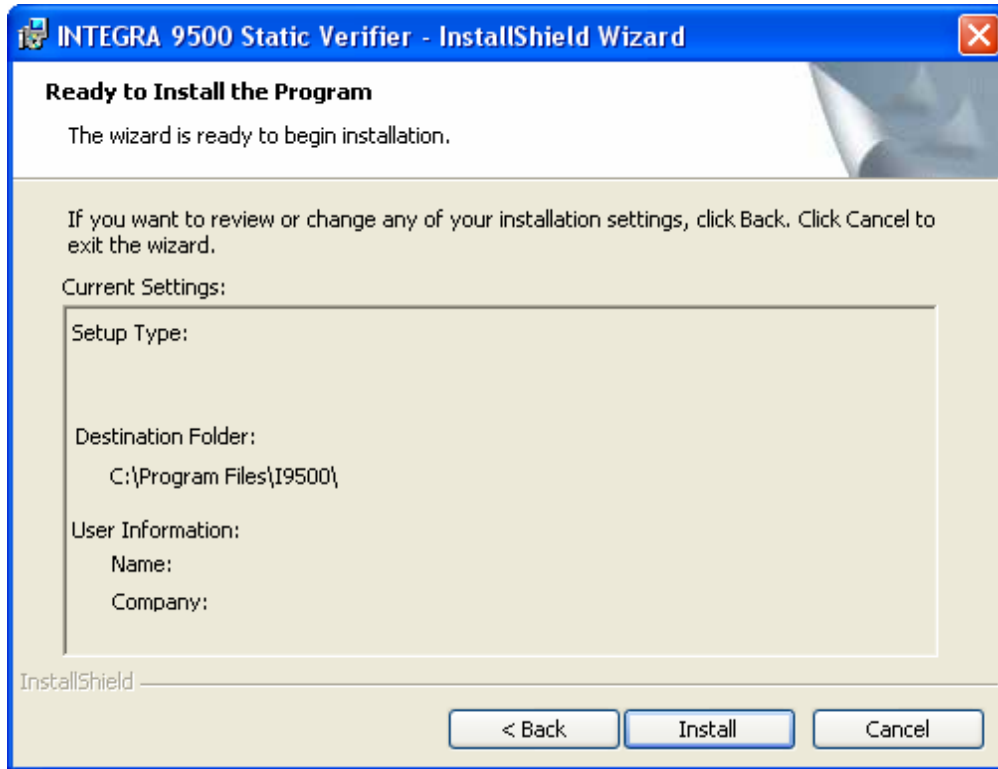 INTEGRA 9500 Static Verifier - InstallShield Wizard
Ready to Install the Program
The wizard is ready to begin installation.
If you want to review or change any of your installation settings, click Back. Click Cancel to
exit the wizard.
Current Settings:
Setup Type:
Destination Folder:
C:\Program Files\I9500\
User Information:
Name:
Company:
InstallShield
< Back
Install
Cancel